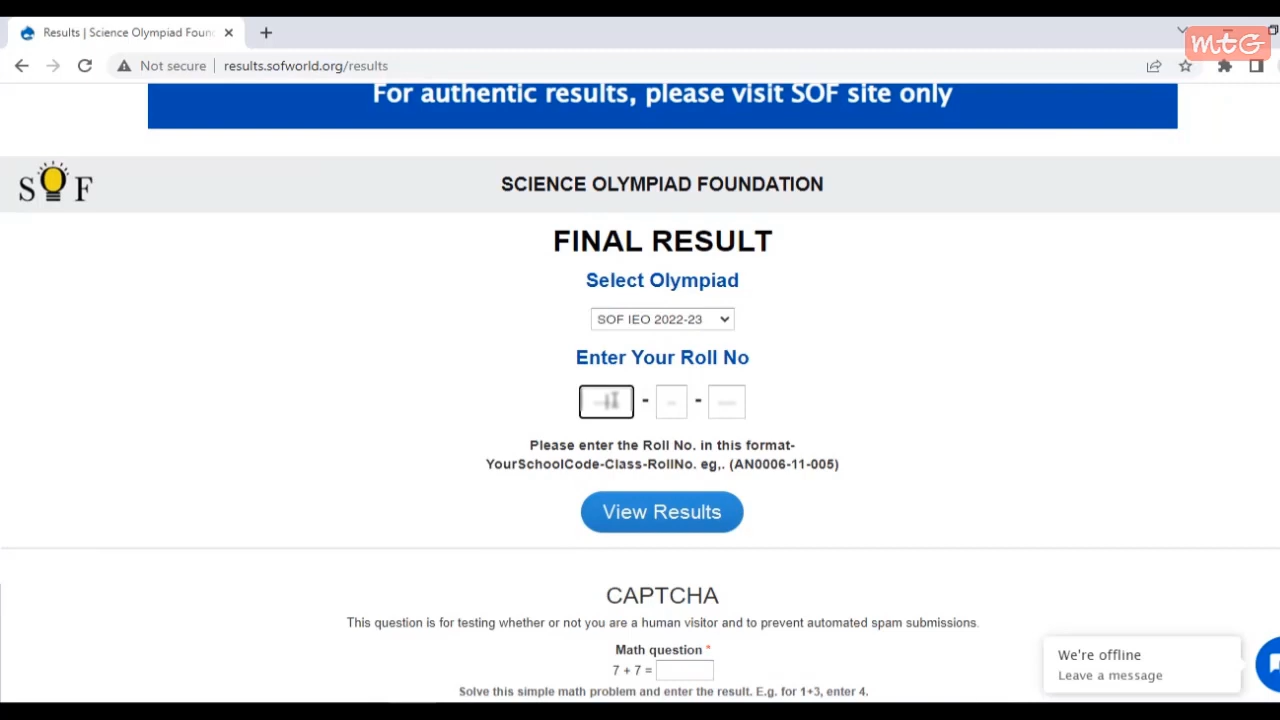 Results | Science Olympiad Foun
mtG
Not secure | results.sofworld.org/results
For authentic results, please visit SOF site only
SOF
SCIENCE OLYMPIAD FOUNDATION
FINAL RESULT
Select Olympiad
SOF IEO 2022-23
Enter Your Roll No
- -
Please enter the Roll No. in this format-
YourSchoolCode-Class-RollNo. eg,. (AN0006-11-005)
View Results
CAPTCHA
This question is for testing whether or not you are a human visitor and to prevent automated spam submissions.
Math question *
7 + 7 =
Solve this simple math problem and enter the result. E.g. for 1+3, enter 4.
We're offline
Leave a message